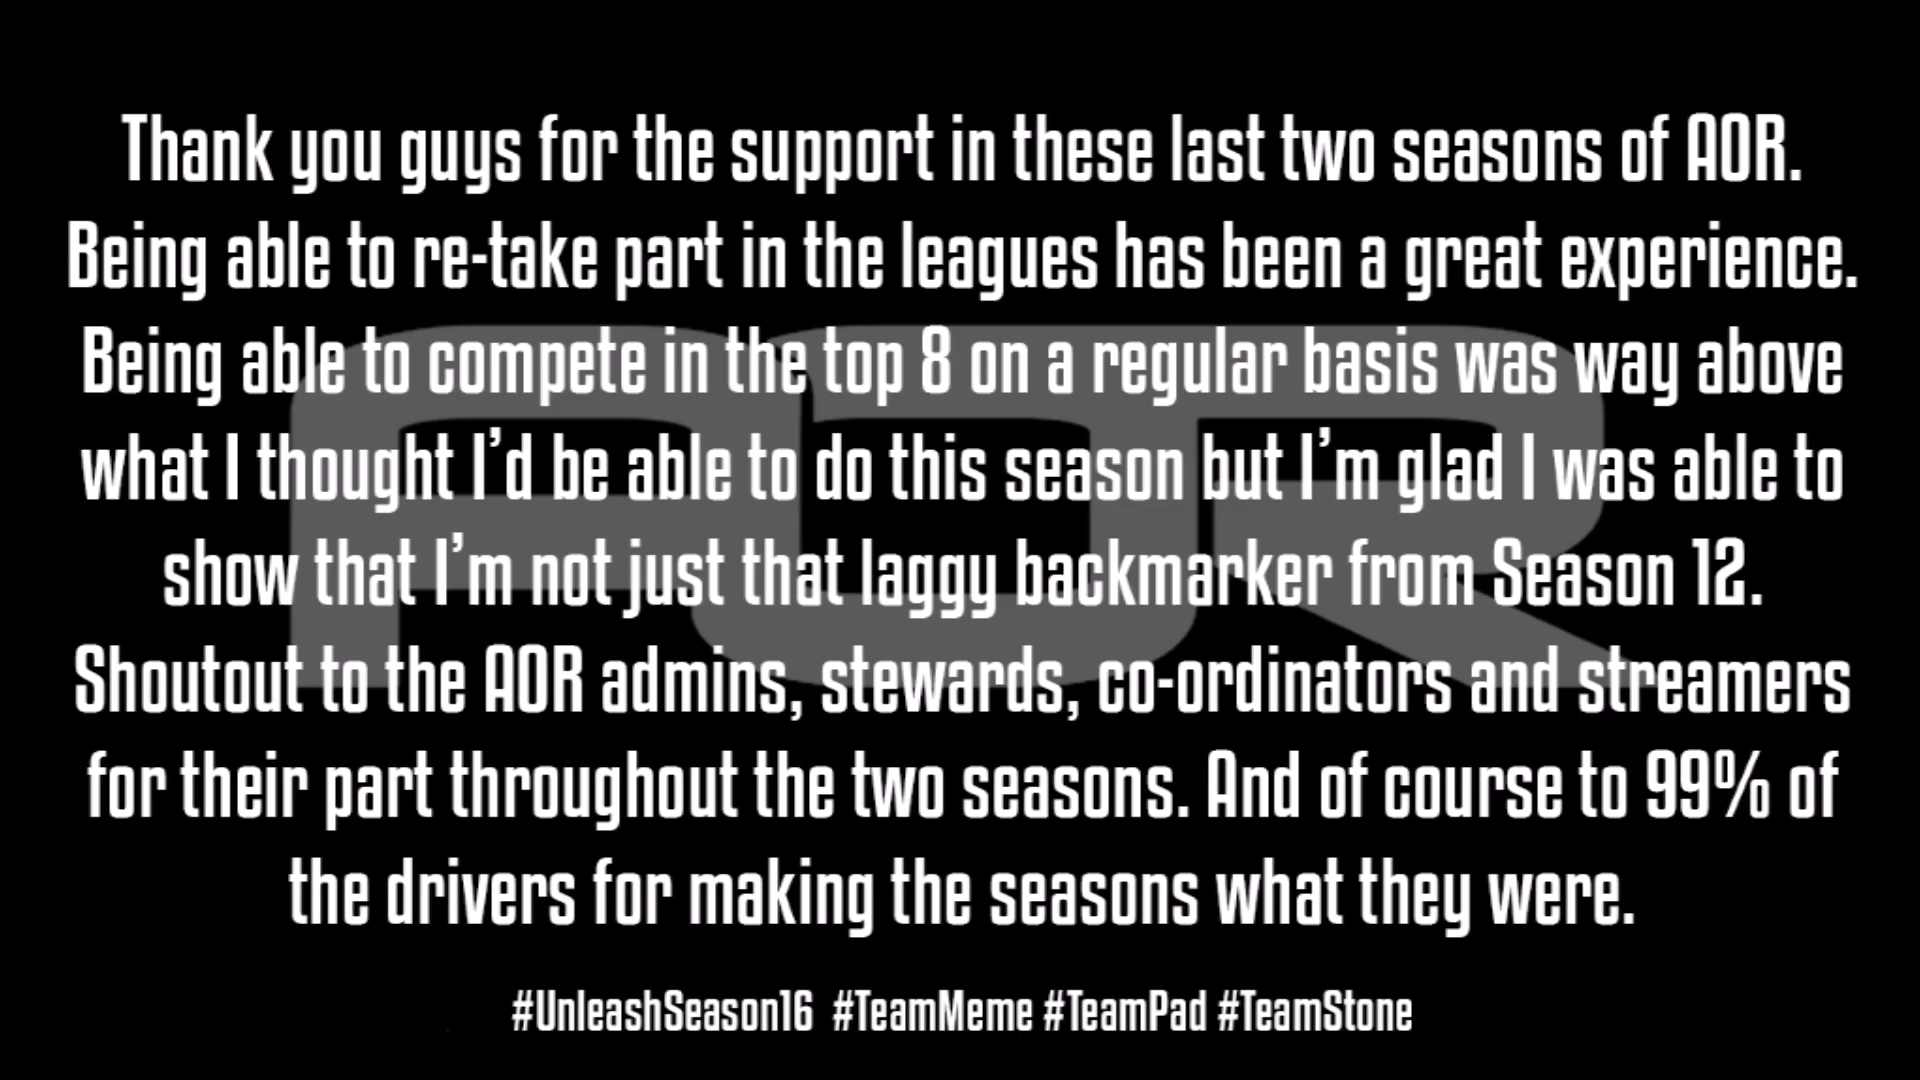 Thank you guys for the support in these last two seasons of AOR.
Being able to re-take part in the leagues has been a great experience.
Being able to compete in the top 8 on a regular basis was way above
what I thought I'd be able to do this season but I'm glad I was able to
show that I'm not just that laggy backmarker from Season 12.
Shoutout to the AOR admins, stewards, co-ordinators and streamers
for their part throughout the two seasons. And of course to 99% of
the drivers for making the seasons what they were.
AOR
#UnleashSeason16 #TeamMeme #TeamPad #TeamStone